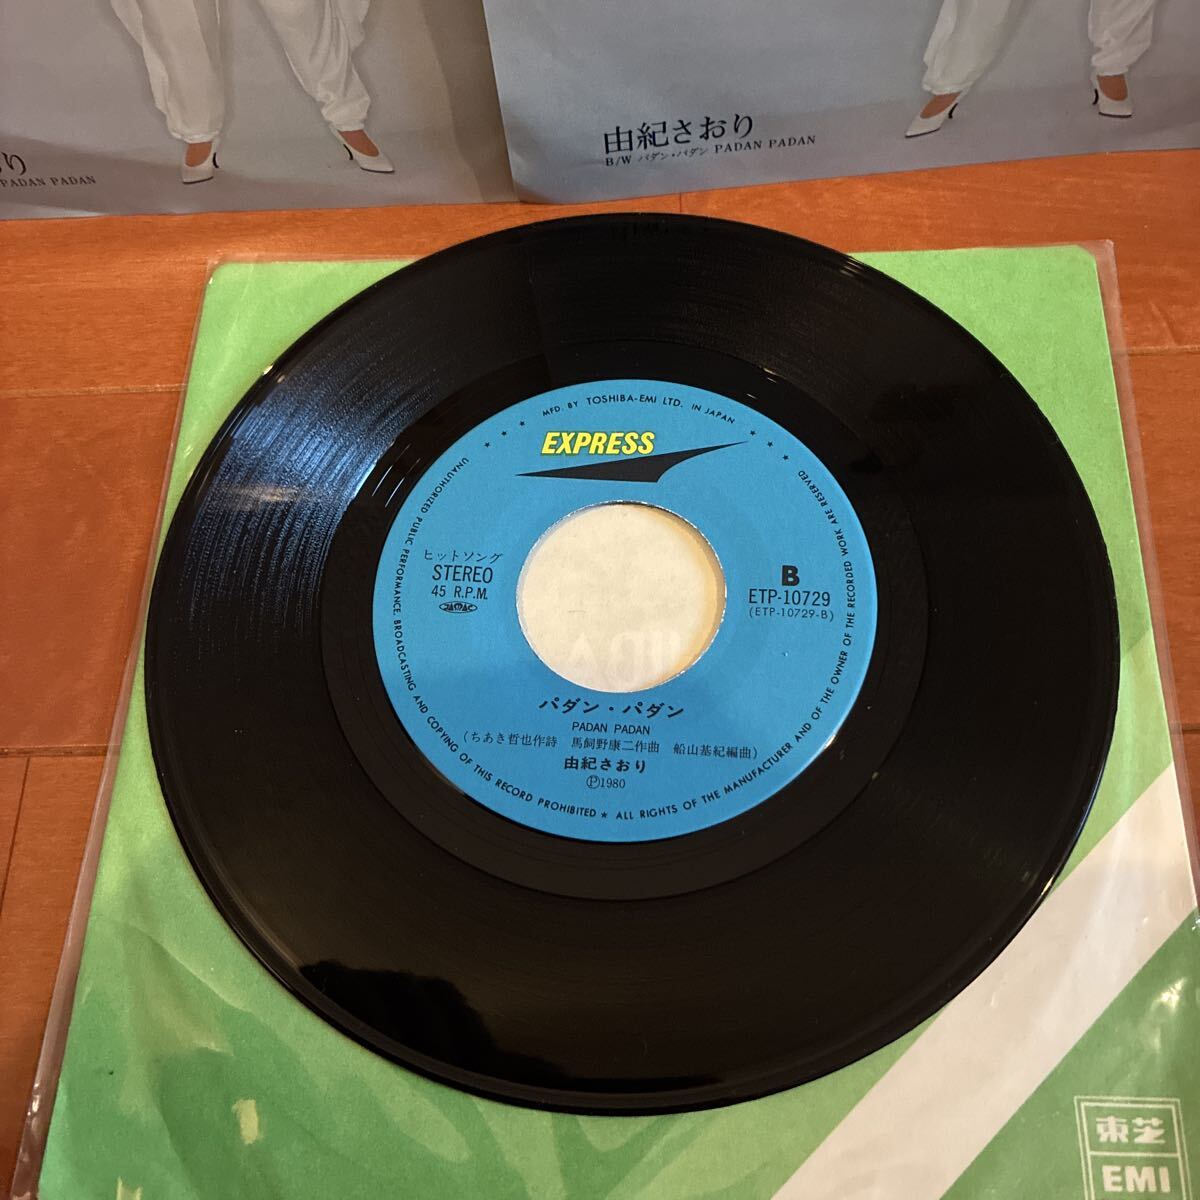 おり
PADAN PADAN
由紀さおり
B/W パダン・パダン PADAN PADAN
MFD. BY TOSHIBA-EMI LTD. IN JAPAN
EXPRESS
ヒットソング
STEREO
45 R.P.M.
JASRAC
B
ETP-10729
(ETP-10729-B)
パダン・パダン
PADAN PADAN
(ちあき哲也作詩 馬飼野康二作曲 船山基紀編曲)
由紀さおり
Ⓟ1980
UNAUTHORIZED PUBLIC PERFORMANCE, BROADCASTING AND COPYING OF THIS RECORD PROHIBITED ★ ALL RIGHTS OF THE MANUFACTURER AND OF THE OWNER OF THE RECORDED WORK ARE RESERVED
東芝
EMI